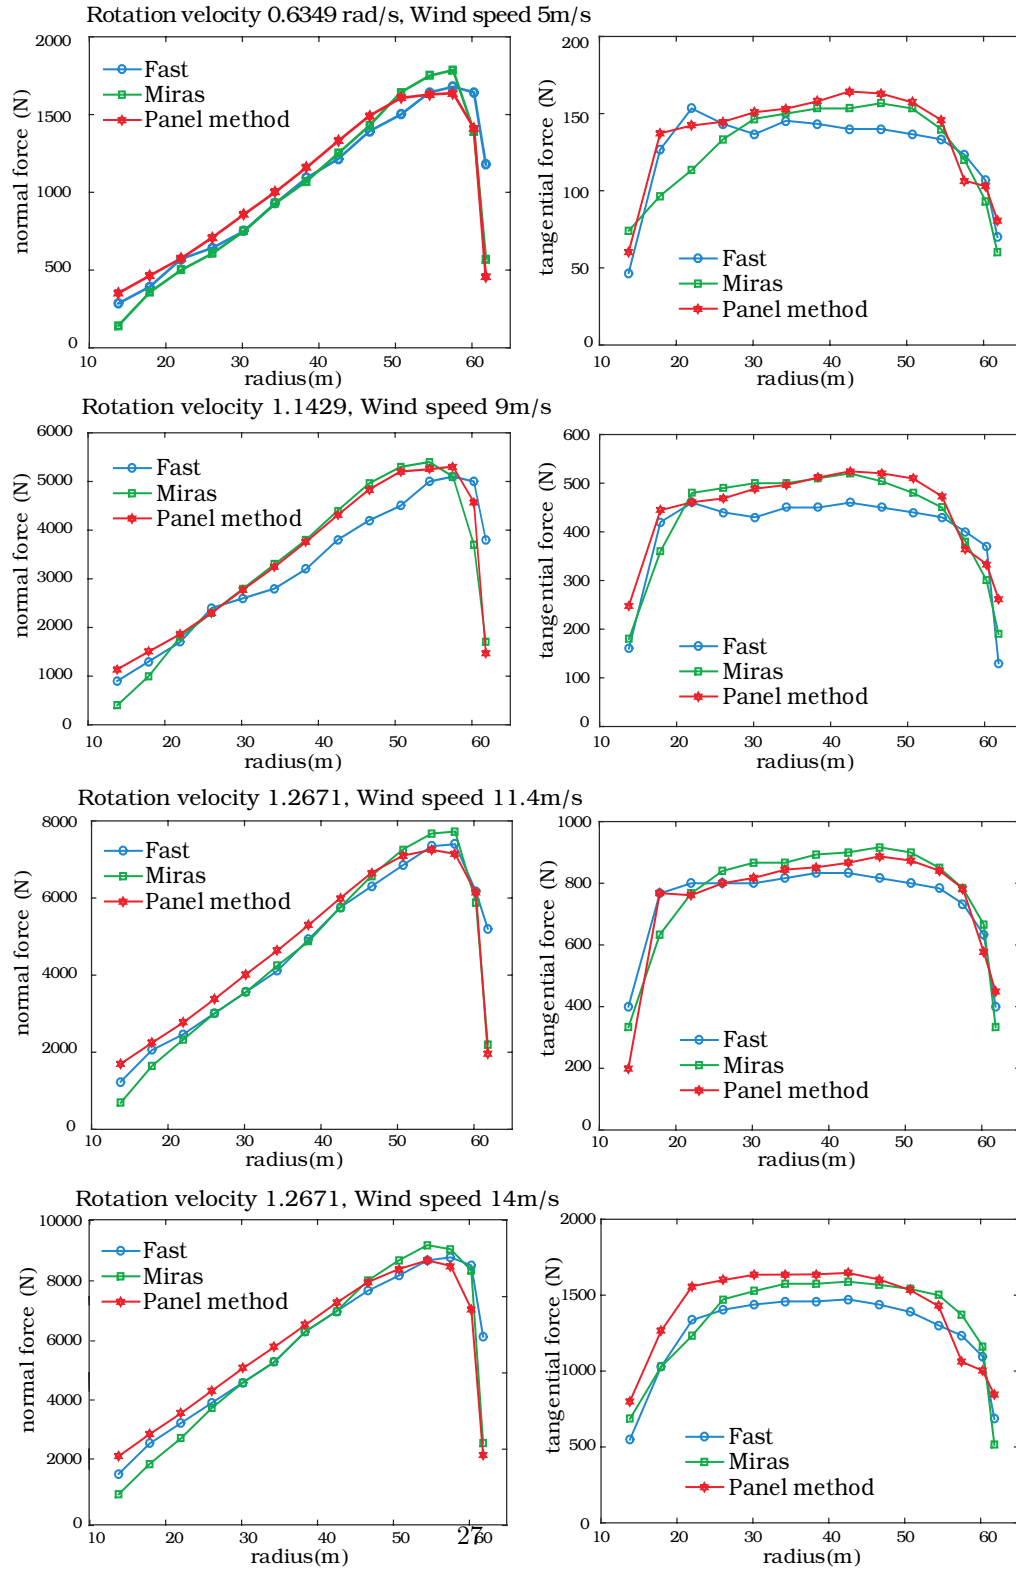 Rotation velocity 0.6349 rad/s, Wind speed 5m/s
normal force (N)
2000
1500
1000
500
0
Fast
Miras
Panel method
10 20 30 40 50 60
radius(m)
tangential force (N)
200
150
100
50
0
Fast
Miras
Panel method
10 20 30 40 50 60
radius(m)
Rotation velocity 1.1429, Wind speed 9m/s
normal force (N)
6000
5000
4000
3000
2000
1000
0
Fast
Miras
Panel method
10 20 30 40 50 60
radius(m)
tangential force (N)
600
500
400
300
200
100
0
Fast
Miras
Panel method
10 20 30 40 50 60
radius(m)
Rotation velocity 1.2671, Wind speed 11.4m/s
normal force (N)
8000
6000
4000
2000
0
Fast
Miras
Panel method
10 20 30 40 50 60
radius(m)
tangential force (N)
1000
800
600
400
200
0
Fast
Miras
Panel method
10 20 30 40 50 60
radius(m)
Rotation velocity 1.2671, Wind speed 14m/s
normal force (N)
10000
8000
6000
4000
2000
0
Fast
Miras
Panel method
10 20 30 40 50 60
radius(m)
27
tangential force (N)
2000
1500
1000
500
0
Fast
Miras
Panel method
10 20 30 40 50 60
radius(m)